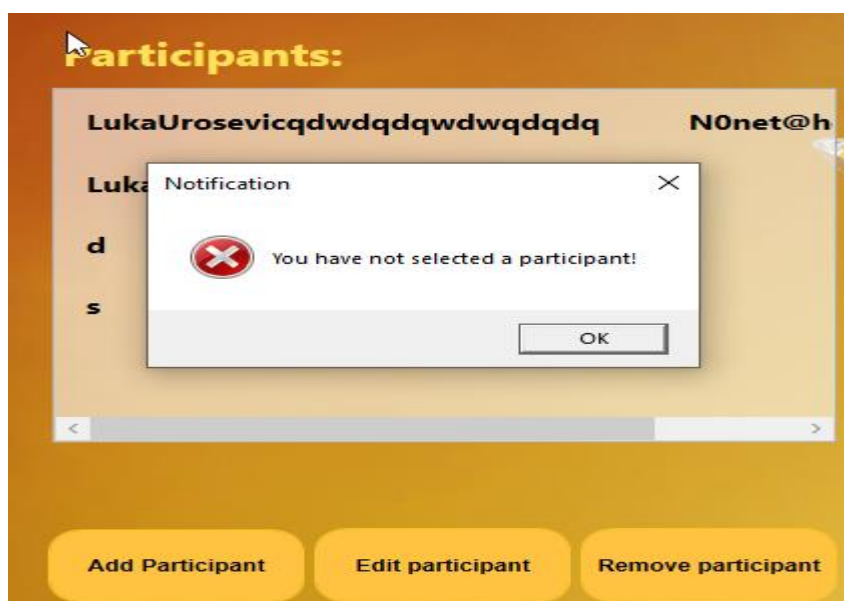 Participants:
LukaUrosevicqdwdqdqwdwqdqdq N0net@h
Luka
Notification
d
You have not selected a participant!
s
OK
Add Participant Edit participant Remove participant